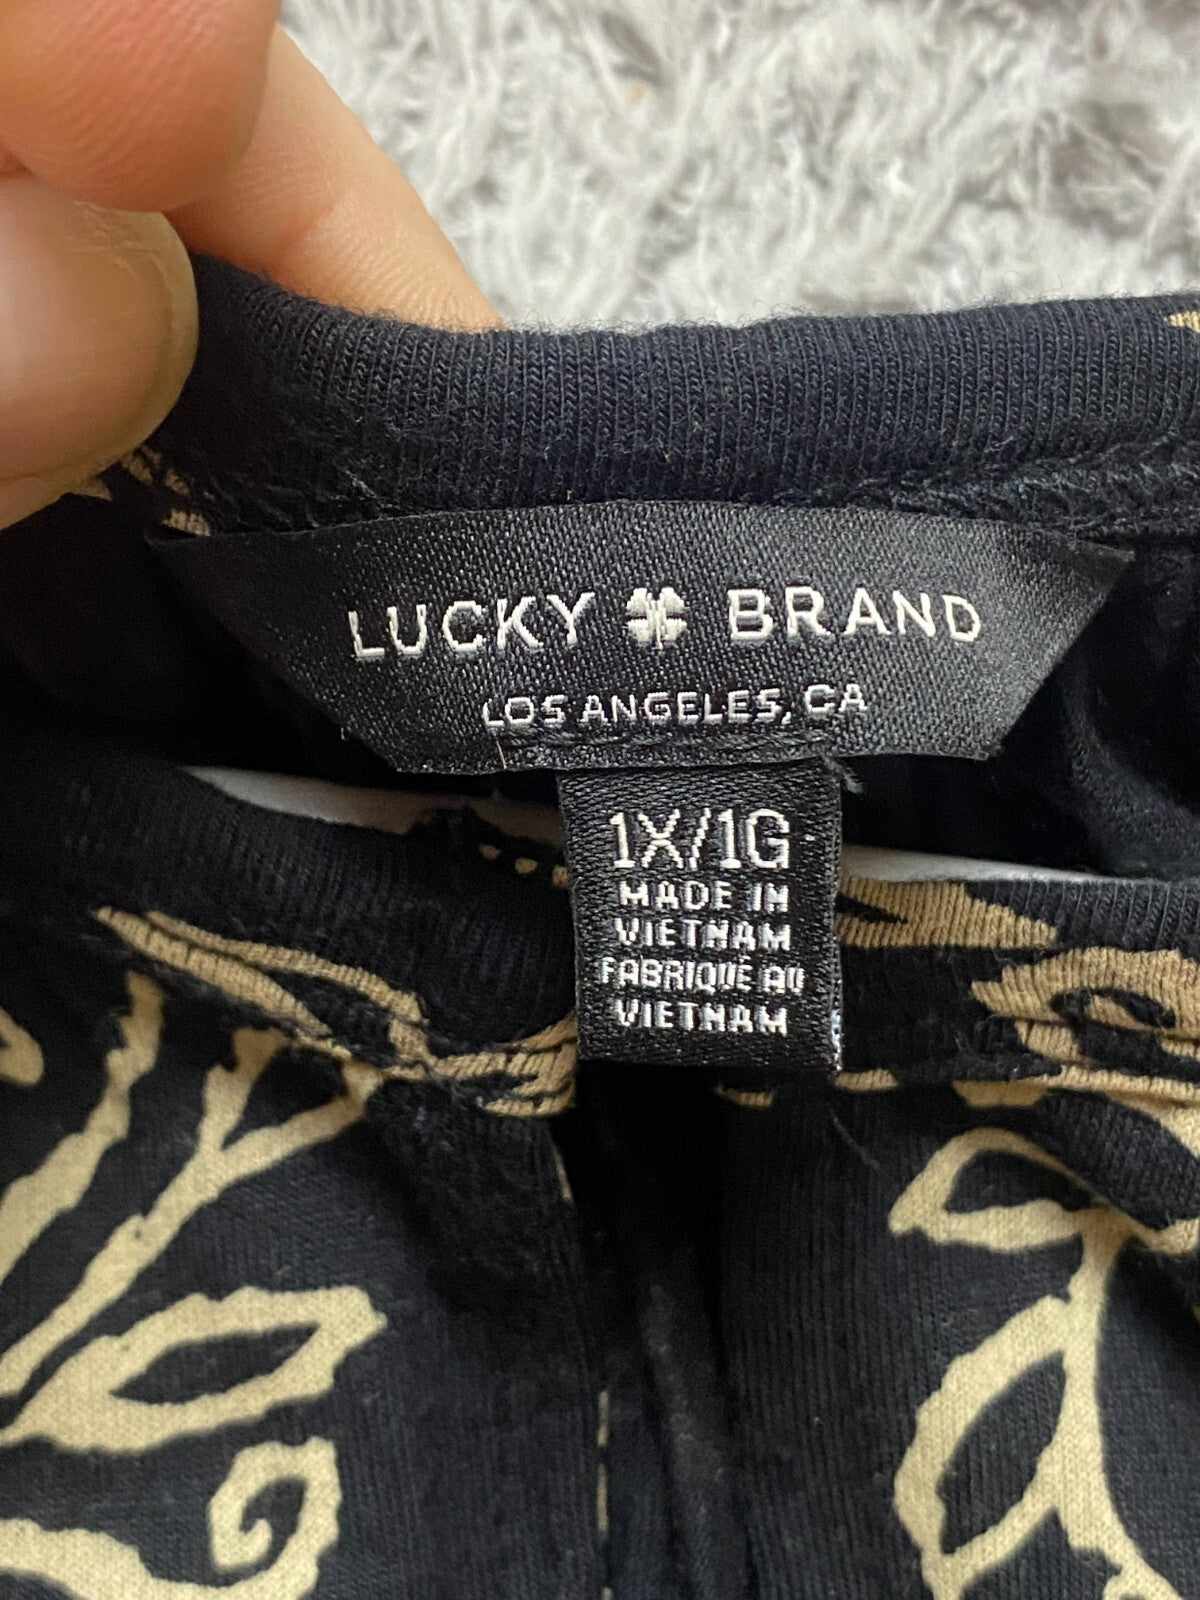 LUCKY BRAND
LOS ANGELES, CA
1X/1G
MADE IN
VIETNAM
FABRIQUÉ AU
VIETNAM